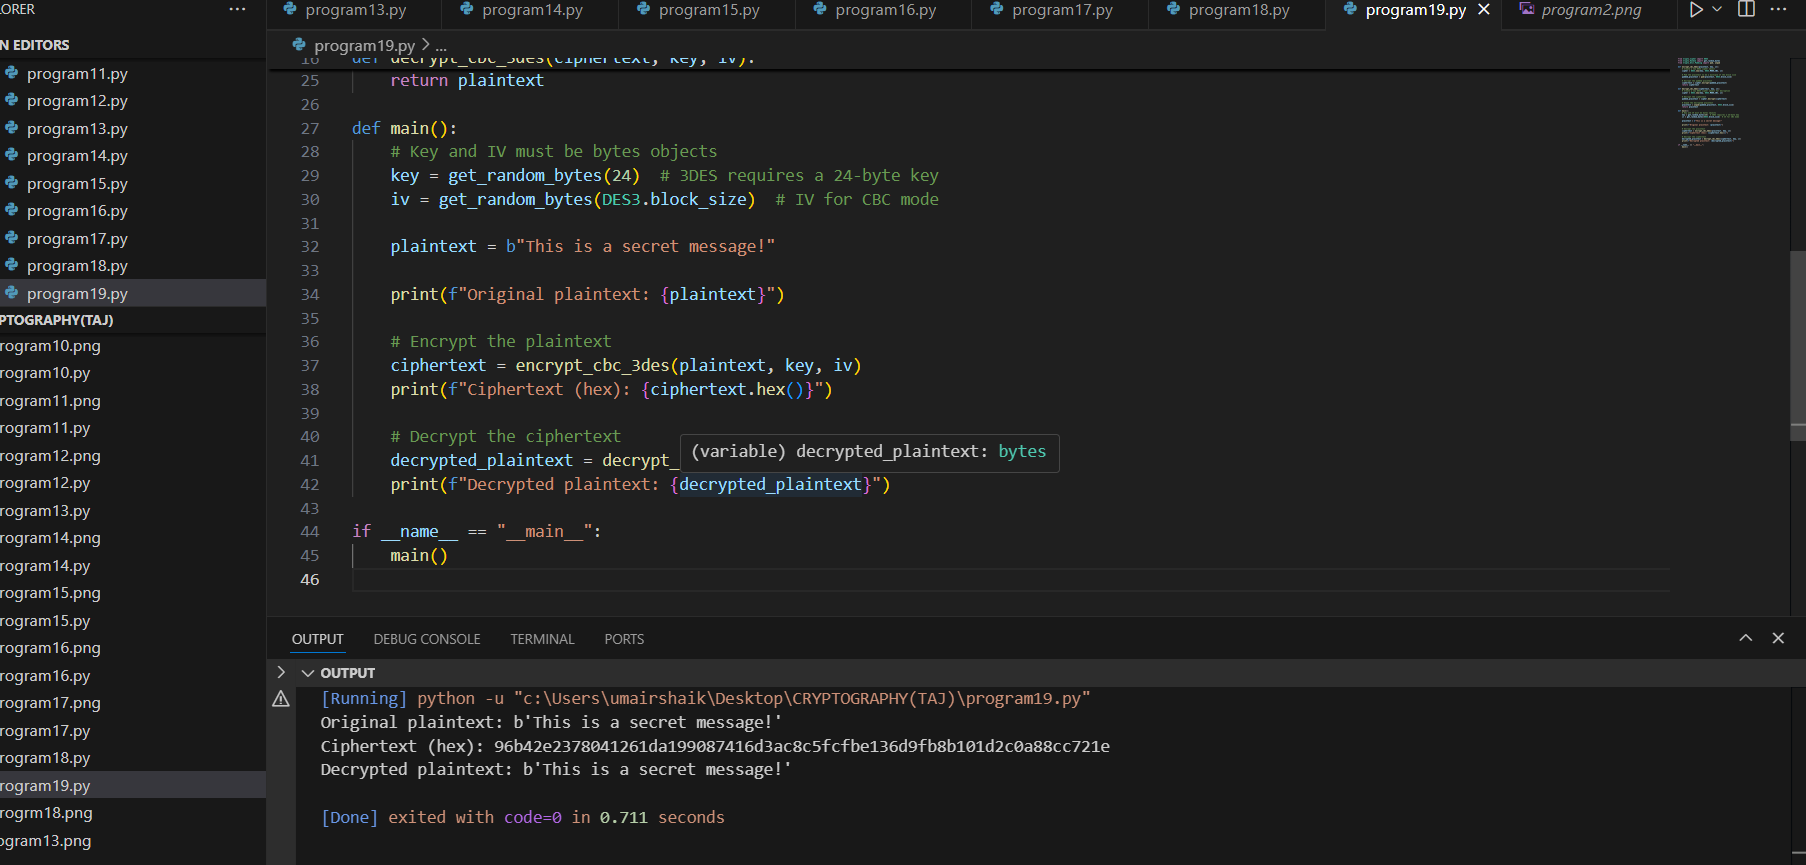 LORER
program13.py
program14.py
program15.py
program16.py
program17.py
program18.py
program19.py
program2.png
N EDITORS
program11.py
program12.py
program13.py
program14.py
program15.py
program16.py
program17.py
program18.py
program19.py
PTOGRAPHY(TAJ)
rogram10.png
rogram10.py
rogram11.png
rogram11.py
rogram12.png
rogram12.py
rogram13.py
rogram14.png
rogram14.py
rogram15.png
rogram15.py
rogram16.png
rogram16.py
rogram17.png
rogram17.py
rogram18.py
rogram19.py
rogrm18.png
ogram13.png
program19.py > ...
16 def decrypt_cbc_3des(ciphertext, key, iv):
25 return plaintext
26
27 def main():
28 # Key and IV must be bytes objects
29 key = get_random_bytes(24)  # 3DES requires a 24-byte key
30 iv = get_random_bytes(DES3.block_size)  # IV for CBC mode
31
32 plaintext = b"This is a secret message!"
33
34 print(f"Original plaintext: {plaintext}")
35
36 # Encrypt the plaintext
37 ciphertext = encrypt_cbc_3des(plaintext, key, iv)
38 print(f"Ciphertext (hex): {ciphertext.hex()}")
39
40 # Decrypt the ciphertext
(variable) decrypted_plaintext: bytes
41 decrypted_plaintext = decrypt_
42 print(f"Decrypted plaintext: {decrypted_plaintext}")
43
44 if __name__ == "__main__":
45 main()
46
OUTPUT
DEBUG CONSOLE
TERMINAL
PORTS
OUTPUT
[Running] python -u "c:\Users\umairshaik\Desktop\CRYPTOGRAPHY(TAJ)\program19.py"
Original plaintext: b'This is a secret message!'
Ciphertext (hex): 96b42e2378041261da199087416d3ac8c5fcfbe136d9fb8b101d2c0a88cc721e
Decrypted plaintext: b'This is a secret message!'
[Done] exited with code=0 in 0.711 seconds